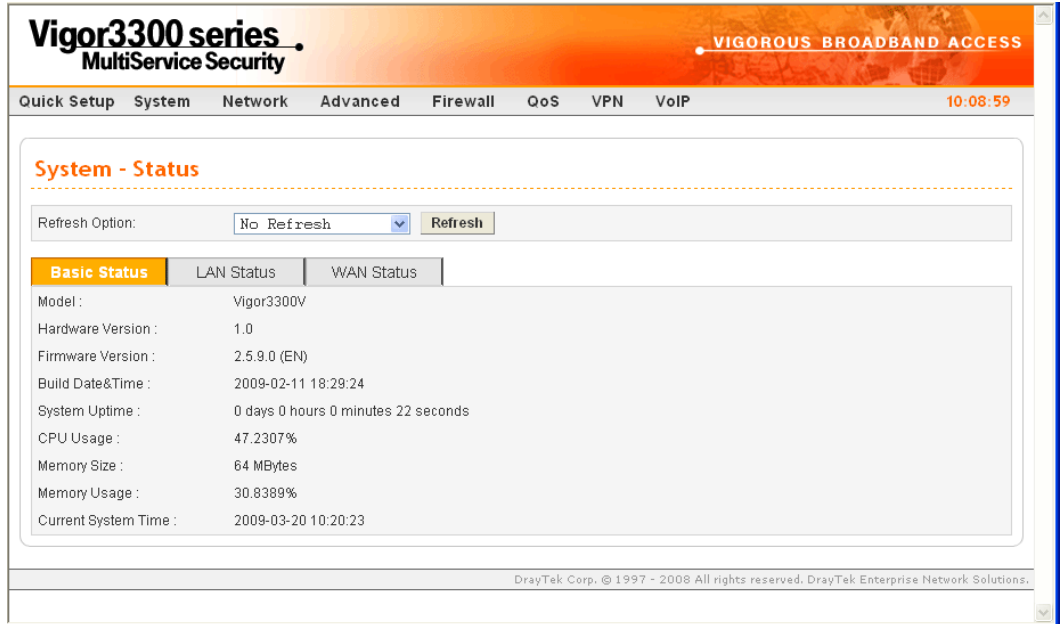 Vigor3300 series
MultiService Security
VIGOROUS BROADBAND ACCESS
Quick Setup System Network Advanced Firewall QoS VPN VoIP 10:08:59
System - Status
Refresh Option: No Refresh Refresh
Basic Status LAN Status WAN Status
Model : Vigor3300V
Hardware Version : 1.0
Firmware Version : 2.5.9.0 (EN)
Build Date&Time : 2009-02-11 18:29:24
System Uptime : 0 days 0 hours 0 minutes 22 seconds
CPU Usage : 47.2307%
Memory Size : 64 MBytes
Memory Usage : 30.8389%
Current System Time : 2009-03-20 10:20:23
DrayTek Corp. © 1997 - 2008 All rights reserved. DrayTek Enterprise Network Solutions.